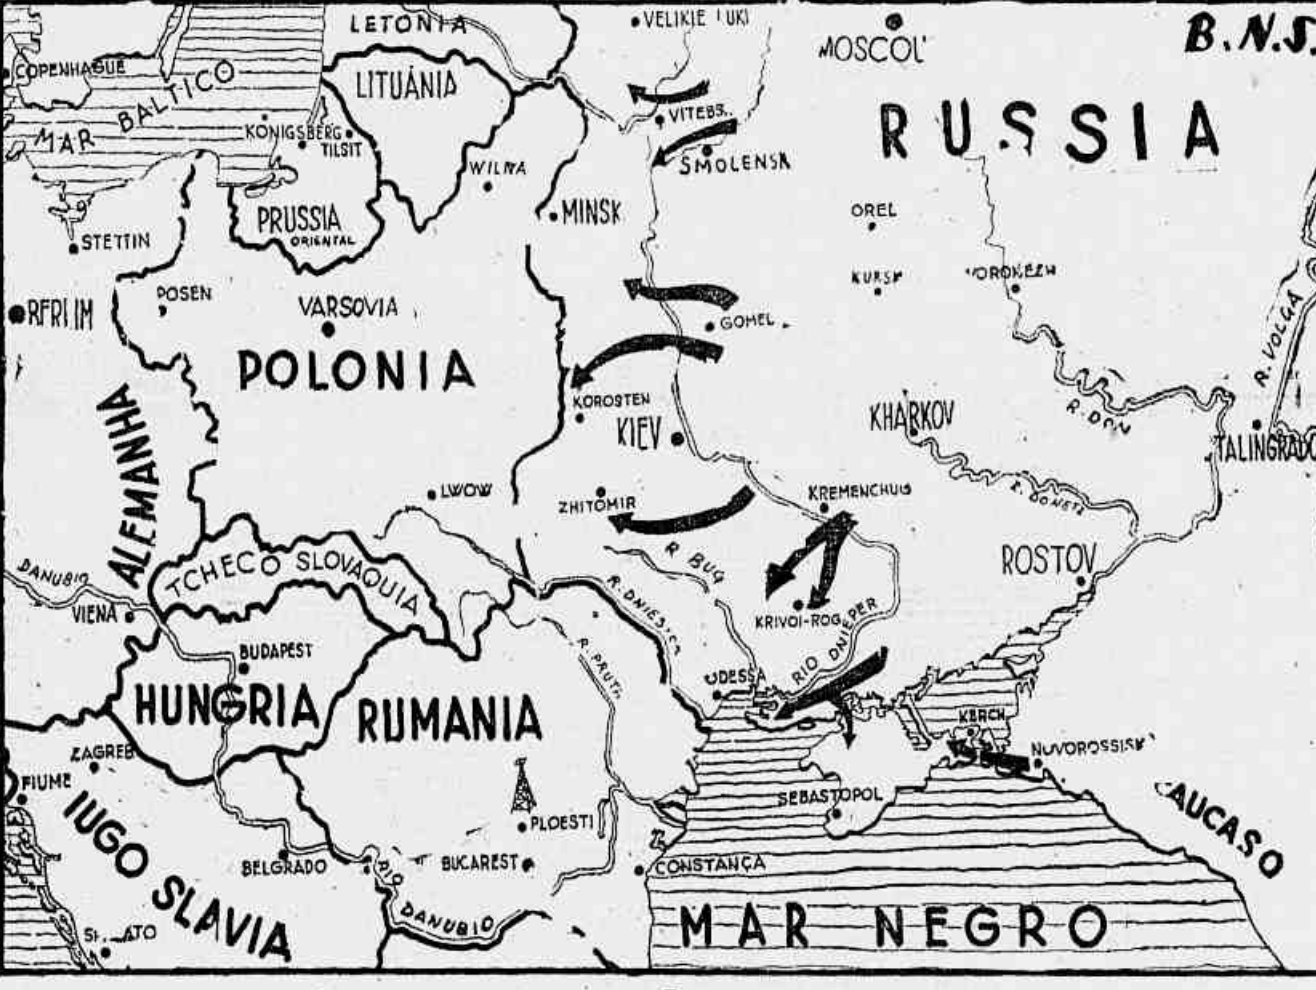 LETONIA
VELIKIE LUKI
MOSCOU
B.N.S.
COPENHAGUE
MAR BALTICO
LITUÁNIA
VITEBS
RUSSIA
KÖNIGSBERG
TILSIT
WILNA
SMOLENSK
MINSK
OREL
STETTIN
PRUSSIA
ORIENTAL
KURSK
VORONEZH
BERLIM
POSEN
VARSOVIA
GOMEL
R. VOLGA
POLONIA
KOROSTEN
KIEV
KHARKOV
R. DON
TALINGRADO
ALEMANHA
LWOW
ZHITOMIR
KREMENCHUG
R. DONETZ
DANUBIO
TCHECO SLOVAQUIA
R BUG
ROSTOV
VIENA
R. DNIESTER
KRIVOI-ROG
RIO DNIEPER
BUDAPEST
R. PRUTH
ODESSA
HUNGRIA
RUMANIA
KERCH
NOVOROSSISK
ZAGREB
FIUME
IUGO SLAVIA
PLOESTI
SEBASTOPOL
CAUCASO
BELGRADO
BUCAREST
CONSTANÇA
RIO DANUBIO
MAR NEGRO